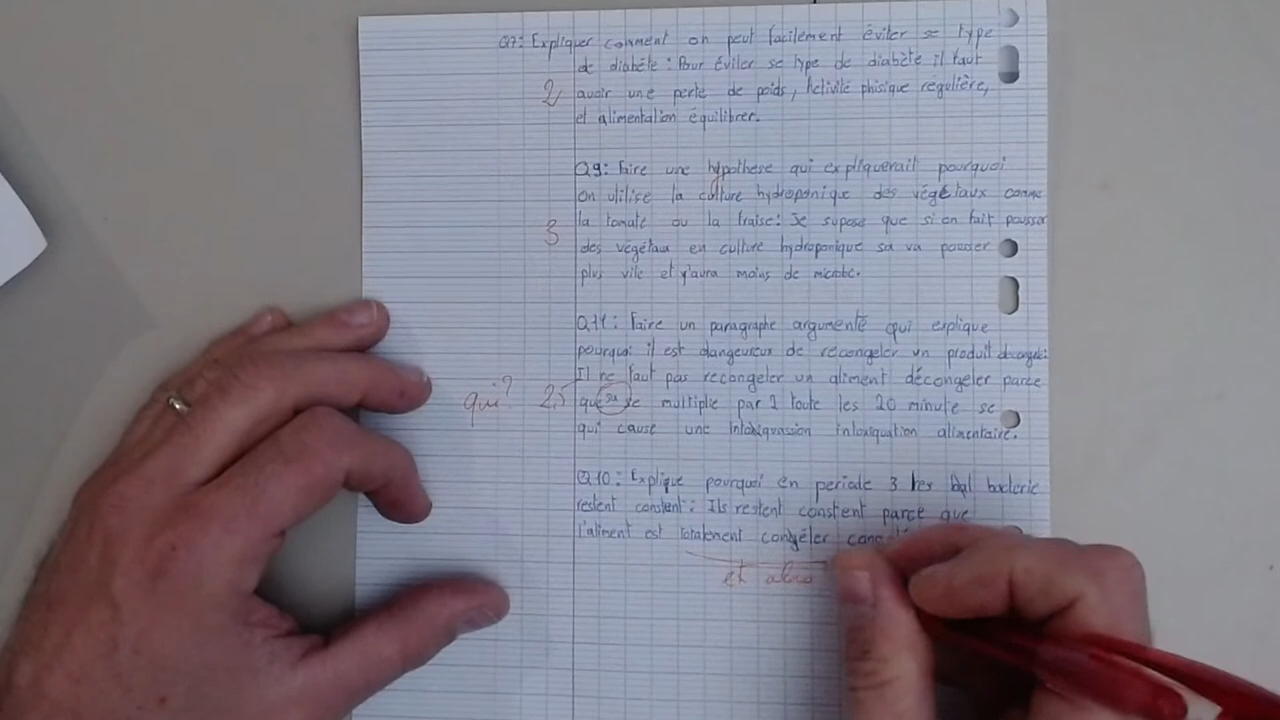 Q7: Expliquer comment on peut facilement éviter se type
de diabète : Pour éviter se type de diabète il faut
2 avoir une perte de poids, Activité phisique régulière,
et alimentation équilibrer.
Q9: Faire une hypothese qui expliquerait pourquoi
on utilise la culture hydroponique des végétaux comme
la tomate ou la fraise: Je supose que si on fait pousser
3 des végétaux en culture hydroponique sa va pousser
plus vite et y'aura moins de microbe.
Q11: Faire un paragraphe argumenté qui explique
pourquoi il est dangeureux de recongeler un produit
Il ne faut pas recongeler un aliment décongeler parce
qui? 2,5 que sa se multiplie par 2 toute les 20 minute se
qui cause une intoxiquation alimentaire.
Q10: Explique pourquoi en periode 3 les bacterie
restent constent: Ils restent constent parce que
l'aliment est totalement congéler
et alors